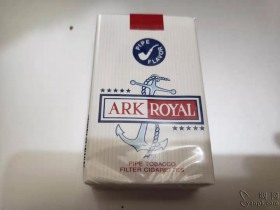 PIPE
FLAVOR
ARK ROYAL
PIPE TOBACCO
FILTER CIGARETTES